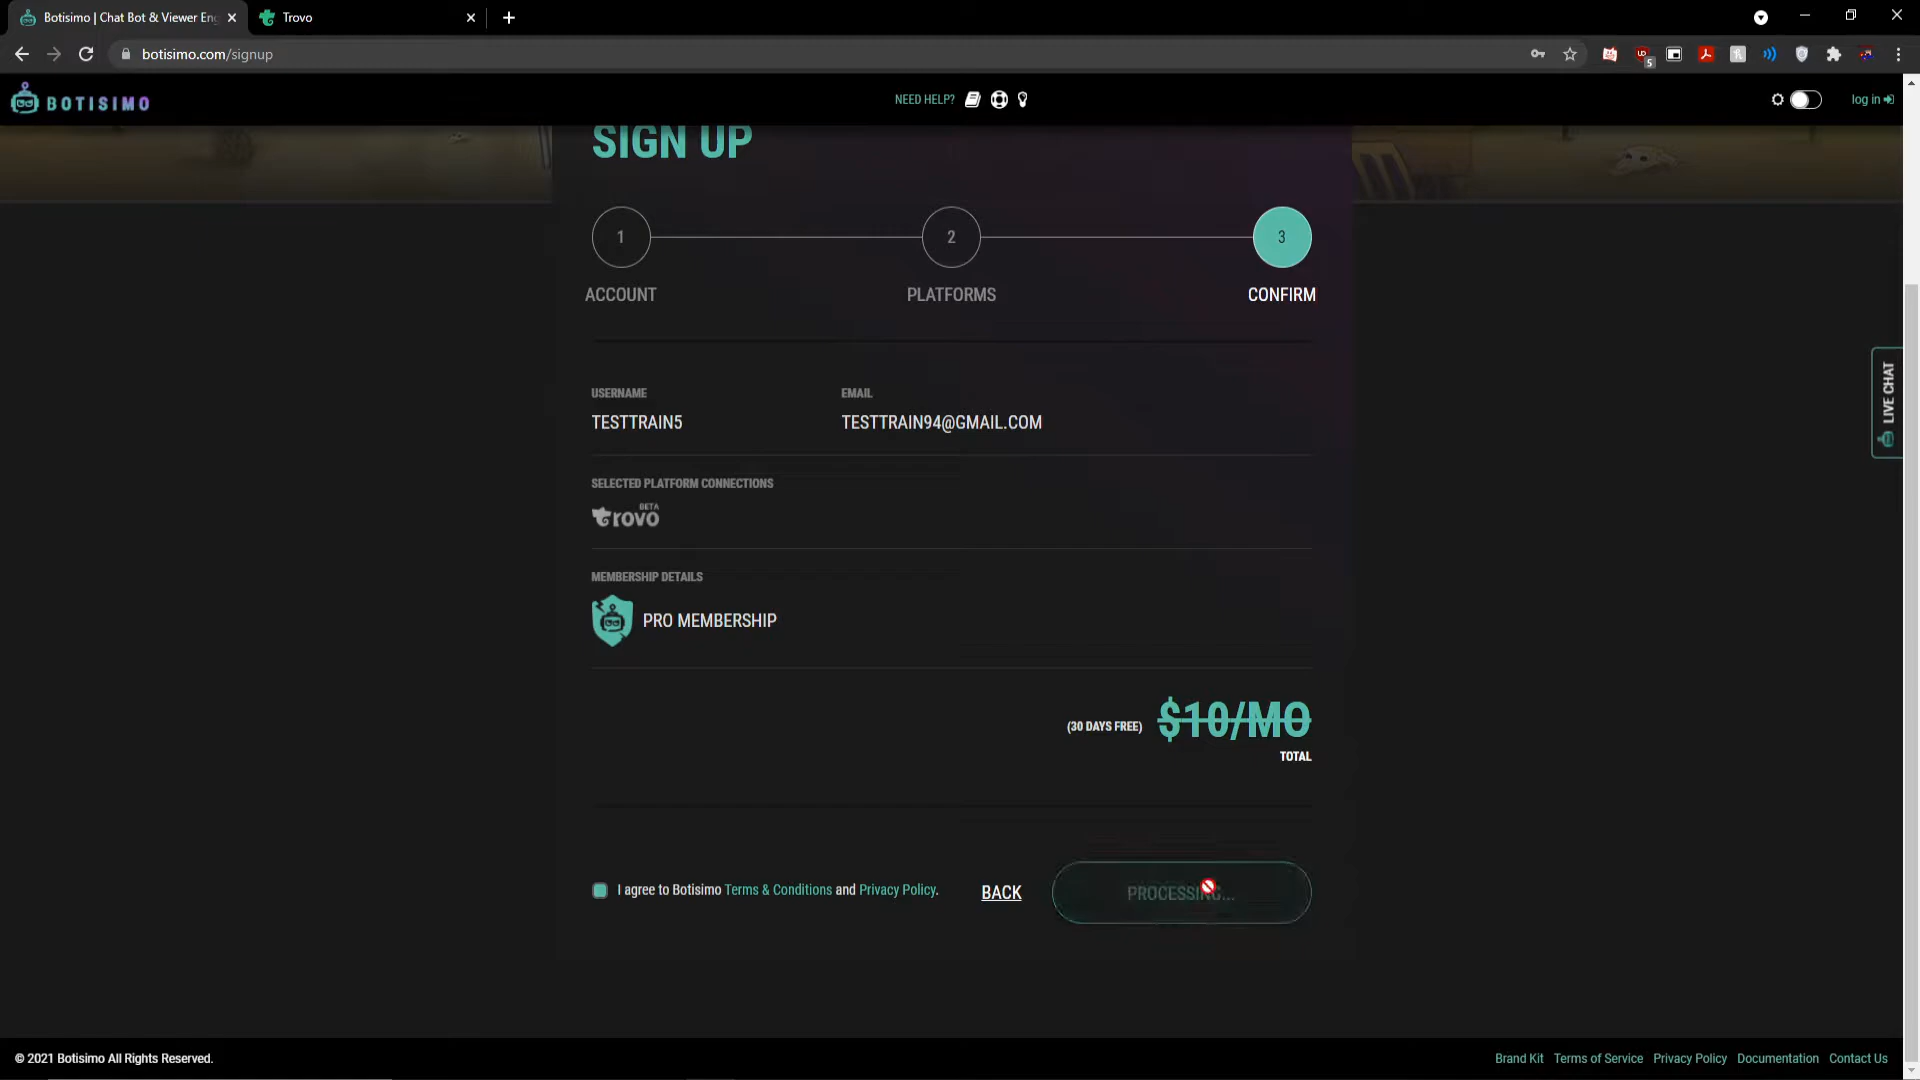 Botisimo | Chat Bot & Viewer Eng
Trovo
botisimo.com/signup
BOTISIMO
NEED HELP?
log in
SIGN UP
1
2
3
ACCOUNT
PLATFORMS
CONFIRM
USERNAME
EMAIL
TESTTRAIN5
TESTTRAIN94@GMAIL.COM
SELECTED PLATFORM CONNECTIONS
trovo BETA
MEMBERSHIP DETAILS
PRO MEMBERSHIP
(30 DAYS FREE) $10/MO
TOTAL
I agree to Botisimo Terms & Conditions and Privacy Policy.
BACK
PROCESSING...
LIVE CHAT
© 2021 Botisimo All Rights Reserved.
Brand Kit Terms of Service Privacy Policy Documentation Contact Us